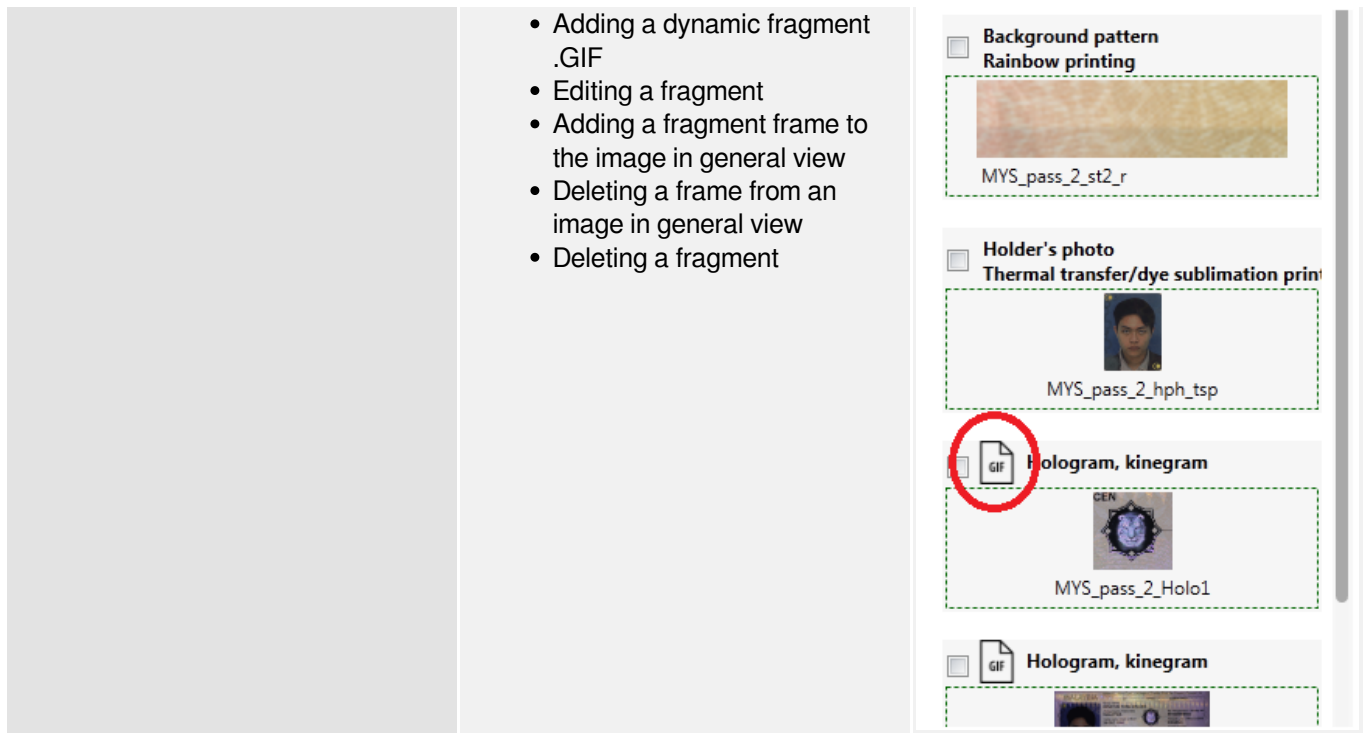 • Adding a dynamic fragment
.GIF
• Editing a fragment
• Adding a fragment frame to
the image in general view
• Deleting a frame from an
image in general view
• Deleting a fragment
Background pattern
Rainbow printing
MYS_pass_2_st2_r
Holder's photo
Thermal transfer/dye sublimation print
MYS_pass_2_hph_tsp
GIF Hologram, kinegram
CEN
MYS_pass_2_Holo1
GIF Hologram, kinegram